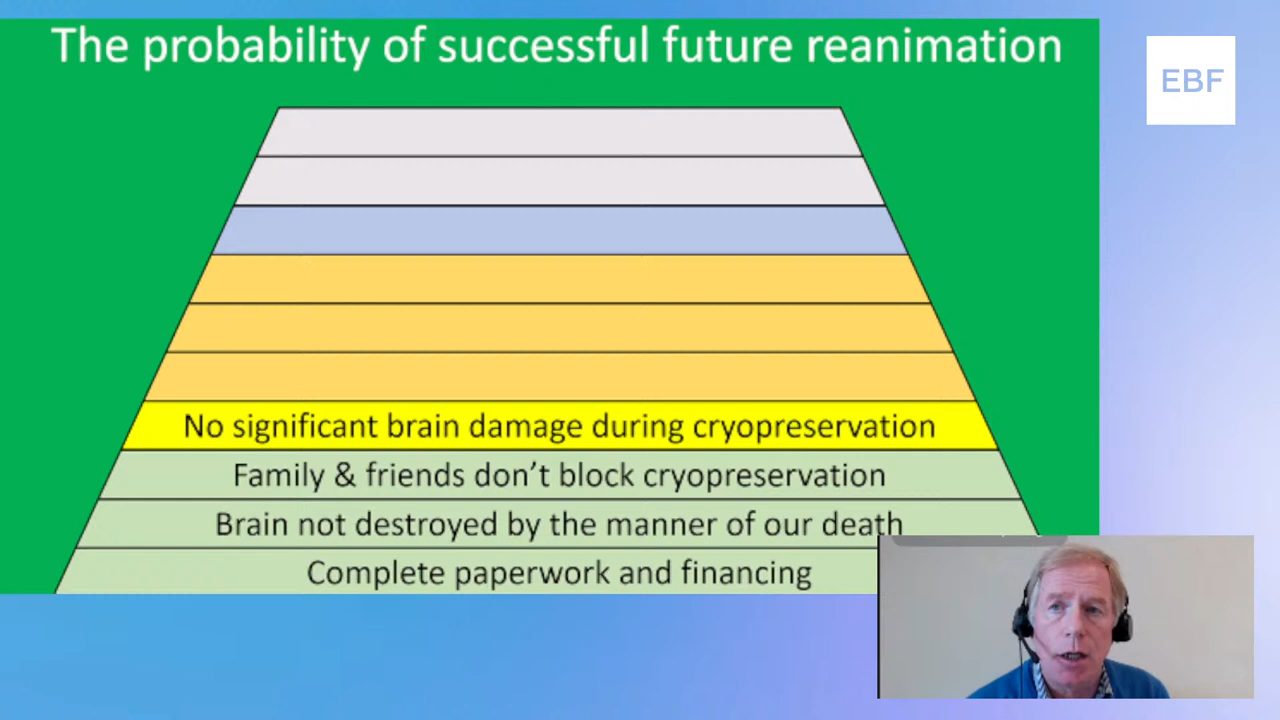 The probability of successful future reanimation
EBF
No significant brain damage during cryopreservation
Family & friends don't block cryopreservation
Brain not destroyed by the manner of our death
Complete paperwork and financing